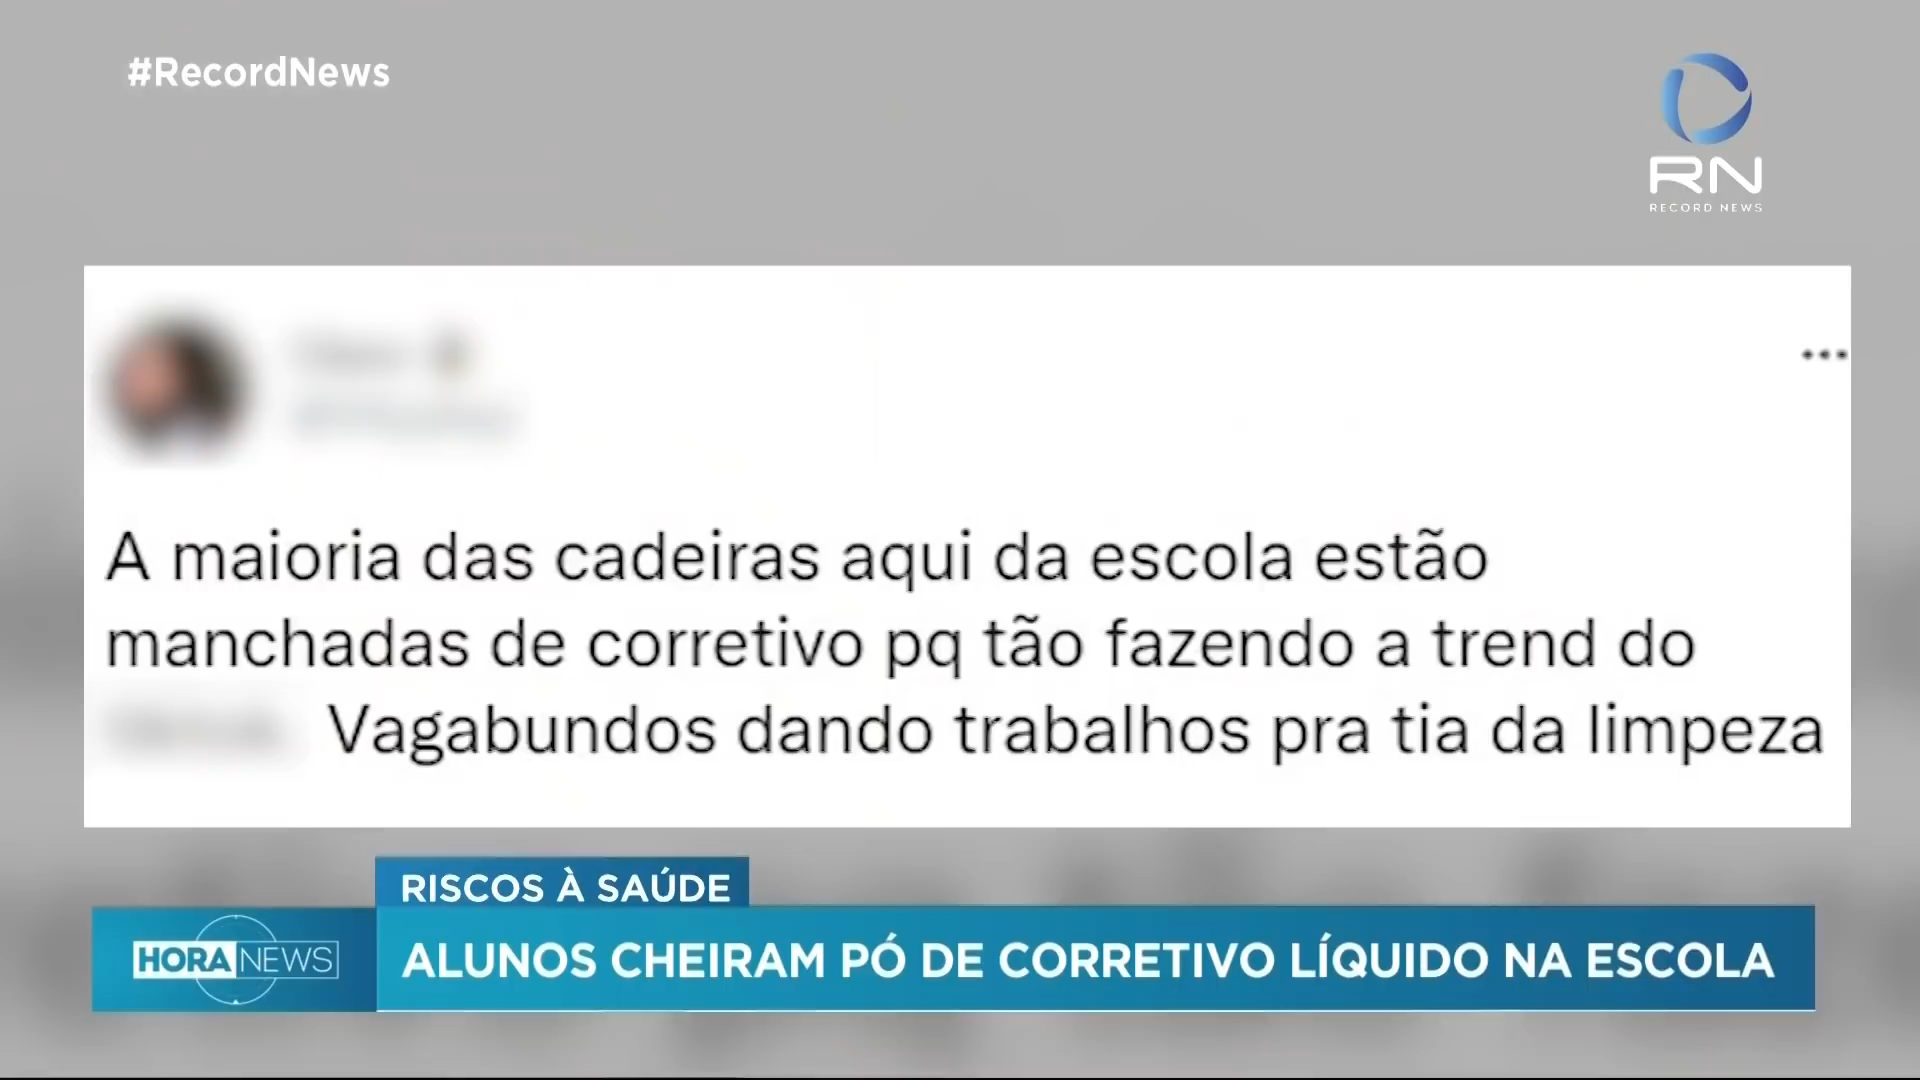 #RecordNews
RN
RECORD NEWS
A maioria das cadeiras aqui da escola estão
manchadas de corretivo pq tão fazendo a trend do
Vagabundos dando trabalhos pra tia da limpeza
RISCOS À SAÚDE
HORA NEWS
ALUNOS CHEIRAM PÓ DE CORRETIVO LÍQUIDO NA ESCOLA